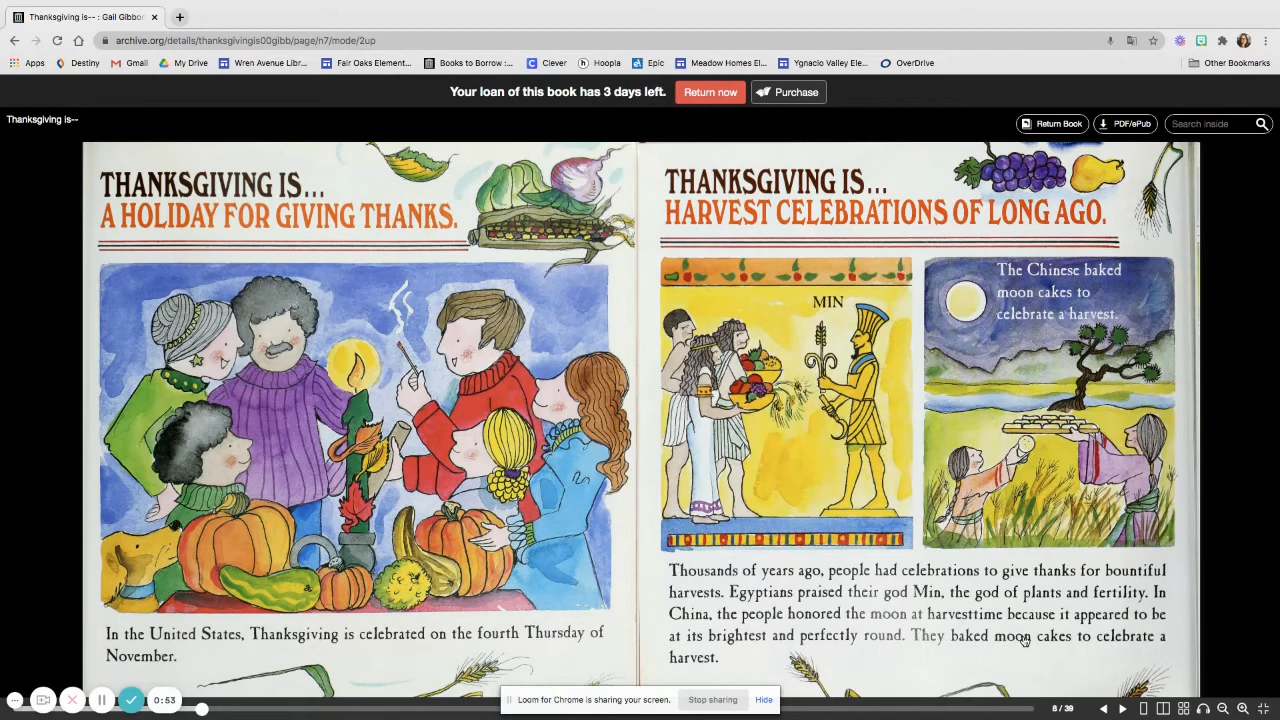 Thanksgiving is-- : Gail Gibbo
archive.org/details/thanksgivingis00gibb/page/n7/mode/2up
Apps Destiny Gmail My Drive Wren Avenue Libr... Fair Oaks Element... Books to Borrow :... Clever Hoopla Epic Meadow Homes El... Ygnacio Valley Ele... OverDrive Other Bookmarks
Your loan of this book has 3 days left. Return now Purchase
Thanksgiving is--
Return Book PDF/ePub Search inside
THANKSGIVING IS...
A HOLIDAY FOR GIVING THANKS.
In the United States, Thanksgiving is celebrated on the fourth Thursday of
November.
THANKSGIVING IS...
HARVEST CELEBRATIONS OF LONG AGO.
MIN
The Chinese baked
moon cakes to
celebrate a harvest.
Thousands of years ago, people had celebrations to give thanks for bountiful
harvests. Egyptians praised their god Min, the god of plants and fertility. In
China, the people honored the moon at harvesttime because it appeared to be
at its brightest and perfectly round. They baked moon cakes to celebrate a
harvest.
0:53
Loom for Chrome is sharing your screen. Stop sharing Hide
8 / 39